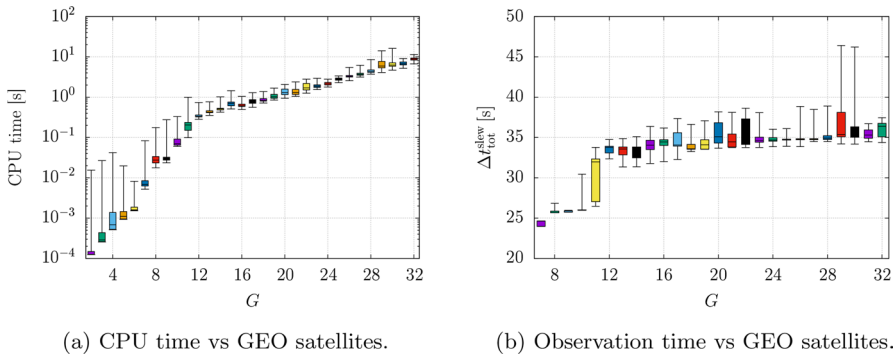 10^2
10^1
10^0
10^−1
10^−2
10^−3
10^−4
CPU time [s]
4 8 12 16 20 24 28 32
G
(a) CPU time vs GEO satellites.
50
45
40
35
30
25
20
Δt_tot^slew [s]
8 12 16 20 24 28 32
G
(b) Observation time vs GEO satellites.